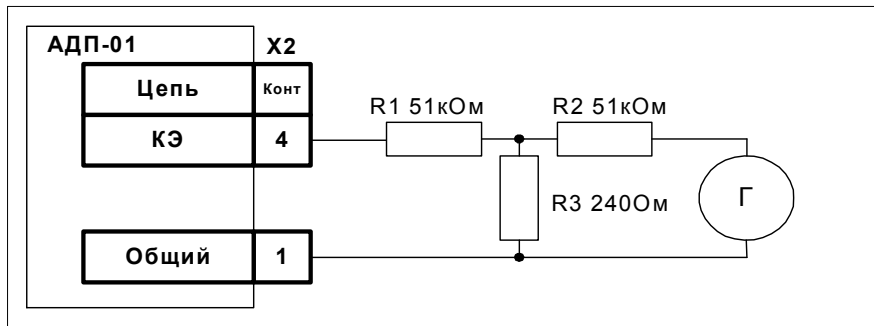 АДП-01
X2
Цепь Конт
R1 51кОм R2 51кОм
КЭ 4
R3 240Ом
Г
Общий 1